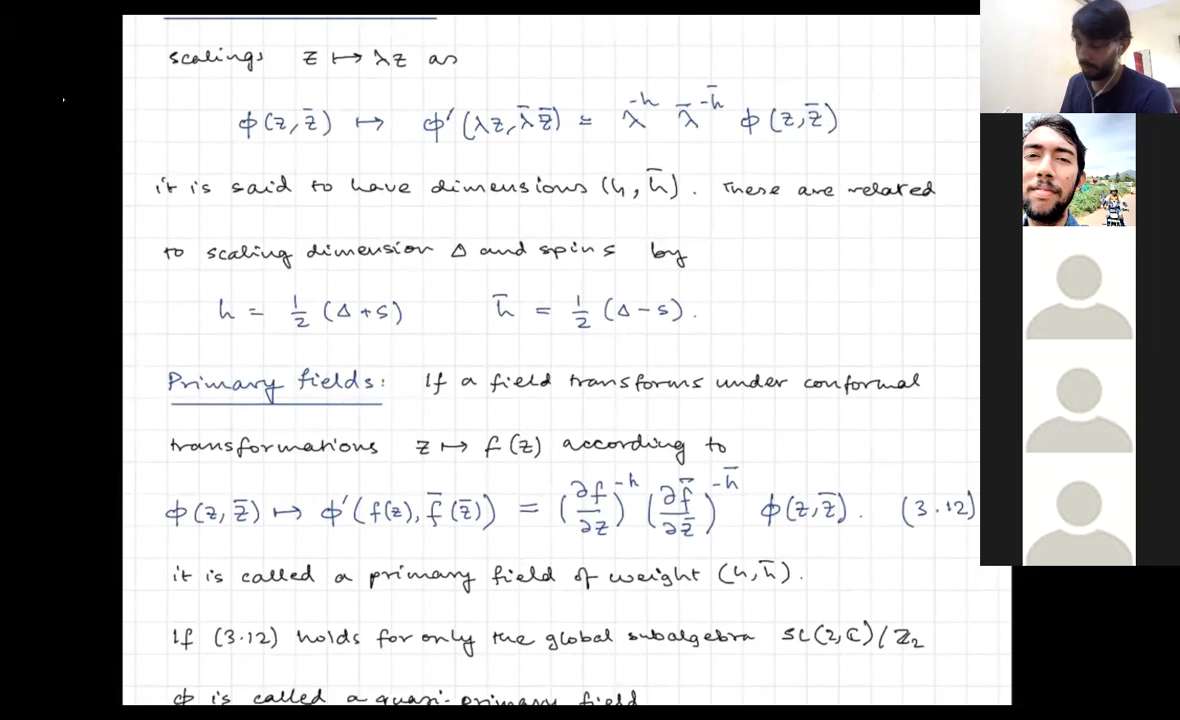 scalings z ↦ λz as
ϕ(z, z̄) ↦ ϕ′(λz, λ̄z̄) = λ^{-h} λ̄^{-h̄} ϕ(z, z̄)
it is said to have dimensions (h, h̄). These are related
to scaling dimension Δ and spin s by
h = 1/2 (Δ+s)   h̄ = 1/2 (Δ-s).
Primary fields: If a field transforms under conformal
transformations z ↦ f(z) according to
ϕ(z, z̄) ↦ ϕ′(f(z), f̄(z̄)) = (∂f/∂z)^{-h} (∂f̄/∂z̄)^{-h̄} ϕ(z, z̄). (3.12)
it is called a primary field of weight (h, h̄).
If (3.12) holds for only the global subalgebra SL(2,C)/Z₂
ϕ is called a quasi-primary field